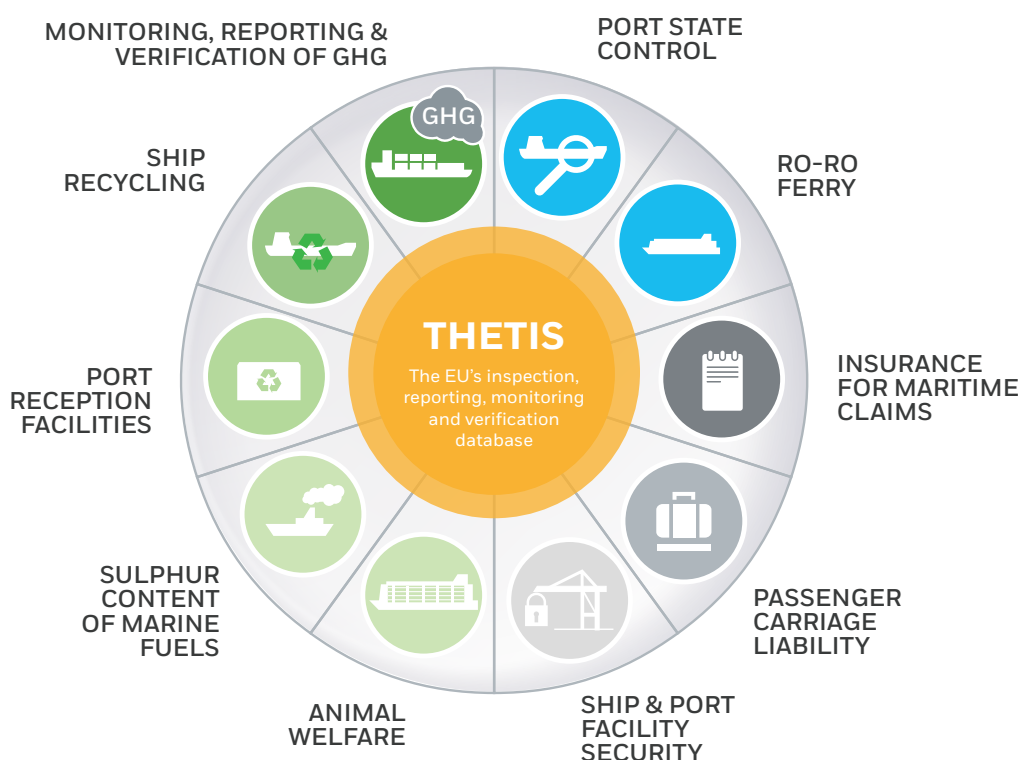 MONITORING, REPORTING &
VERIFICATION OF GHG
GHG
PORT STATE
CONTROL
SHIP
RECYCLING
RO-RO
FERRY
THETIS
The EU's inspection,
reporting, monitoring
and verification
database
PORT
RECEPTION
FACILITIES
INSURANCE
FOR MARITIME
CLAIMS
SULPHUR
CONTENT
OF MARINE
FUELS
PASSENGER
CARRIAGE
LIABILITY
ANIMAL
WELFARE
SHIP & PORT
FACILITY
SECURITY